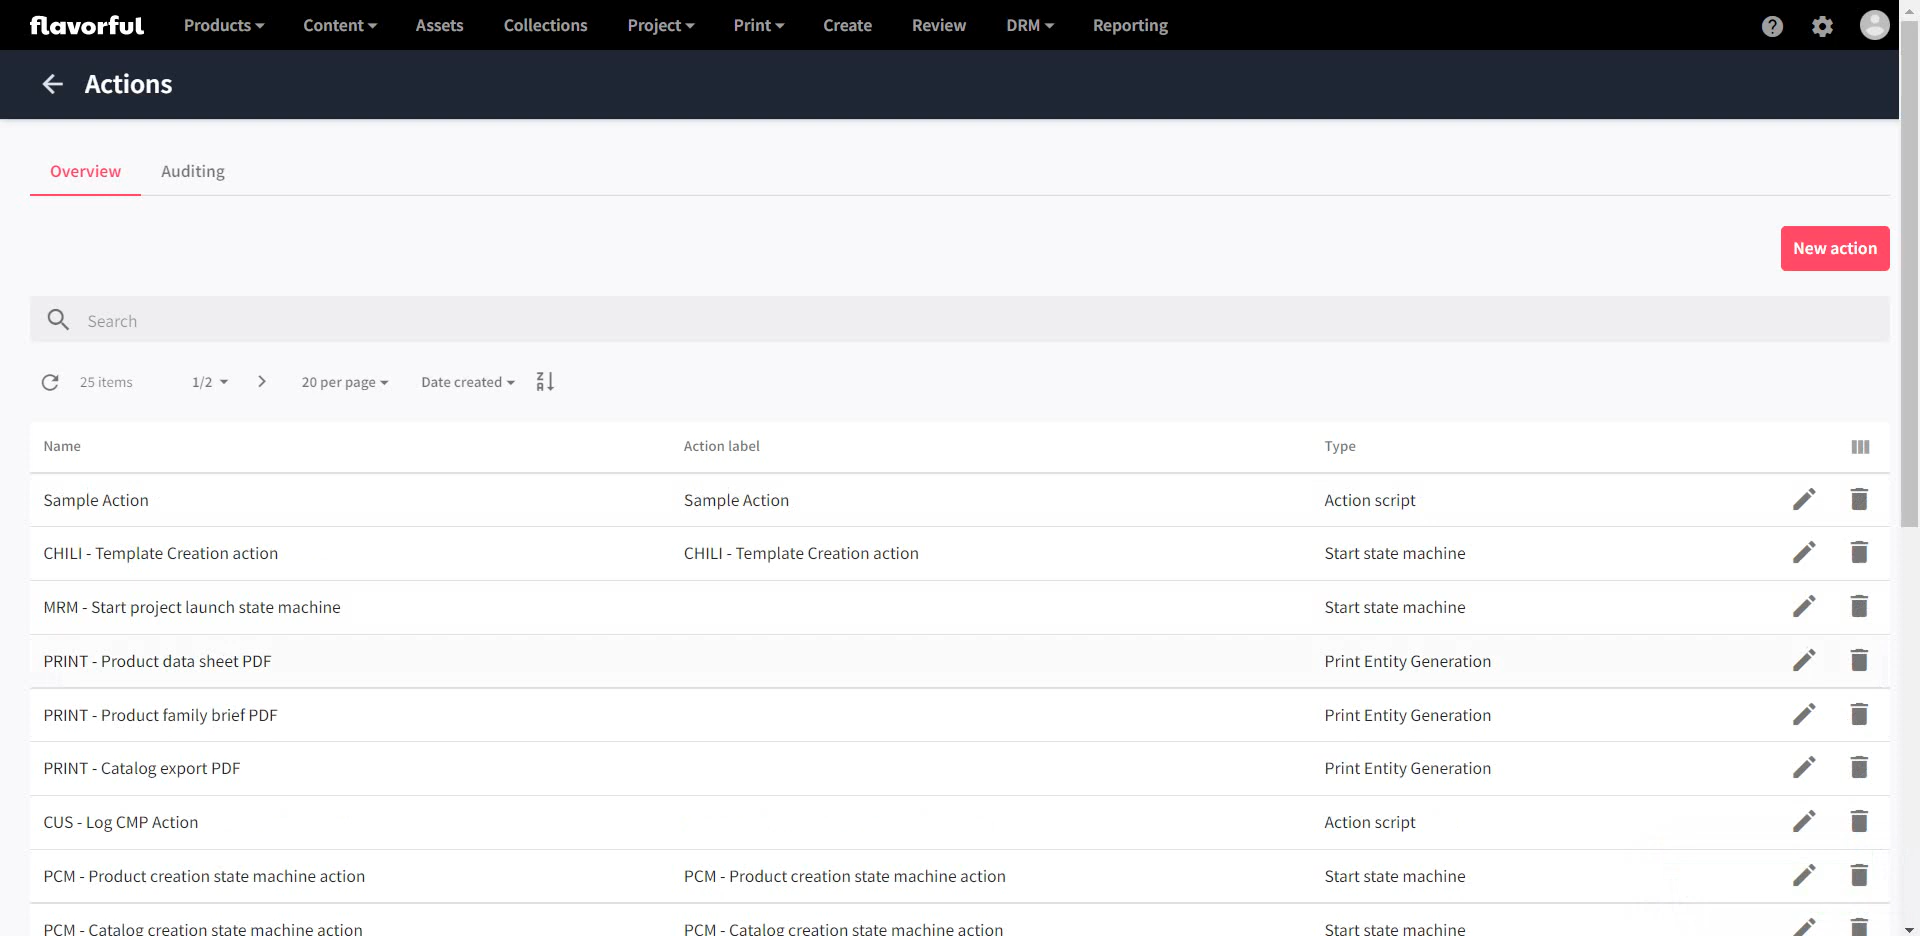 flavorful Products Content Assets Collections Project Print Create Review DRM Reporting
Actions
Overview Auditing
New action
Search
25 items 1/2 20 per page Date created
Name Action label Type
Sample Action Sample Action Action script
CHILI - Template Creation action CHILI - Template Creation action Start state machine
MRM - Start project launch state machine Start state machine
PRINT - Product data sheet PDF Print Entity Generation
PRINT - Product family brief PDF Print Entity Generation
PRINT - Catalog export PDF Print Entity Generation
CUS - Log CMP Action Action script
PCM - Product creation state machine action PCM - Product creation state machine action Start state machine
PCM - Catalog creation state machine action PCM - Catalog creation state machine action Start state machine